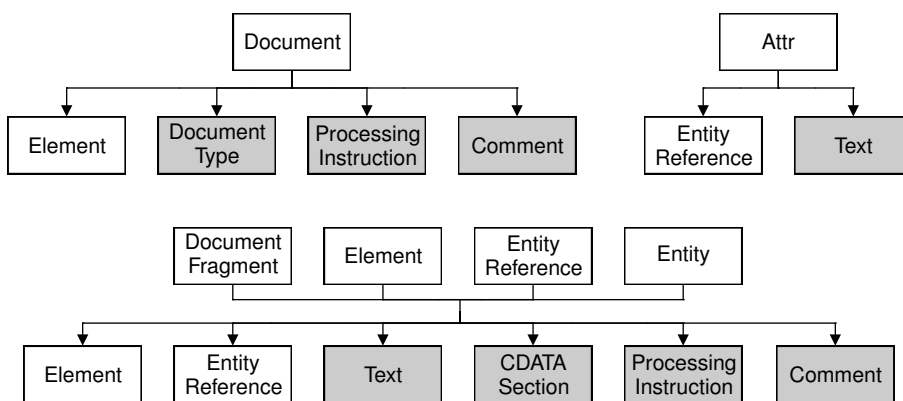 Document
Attr
Element
Document
Type
Processing
Instruction
Comment
Entity
Reference
Text
Document
Fragment
Element
Entity
Reference
Entity
Element
Entity
Reference
Text
CDATA
Section
Processing
Instruction
Comment